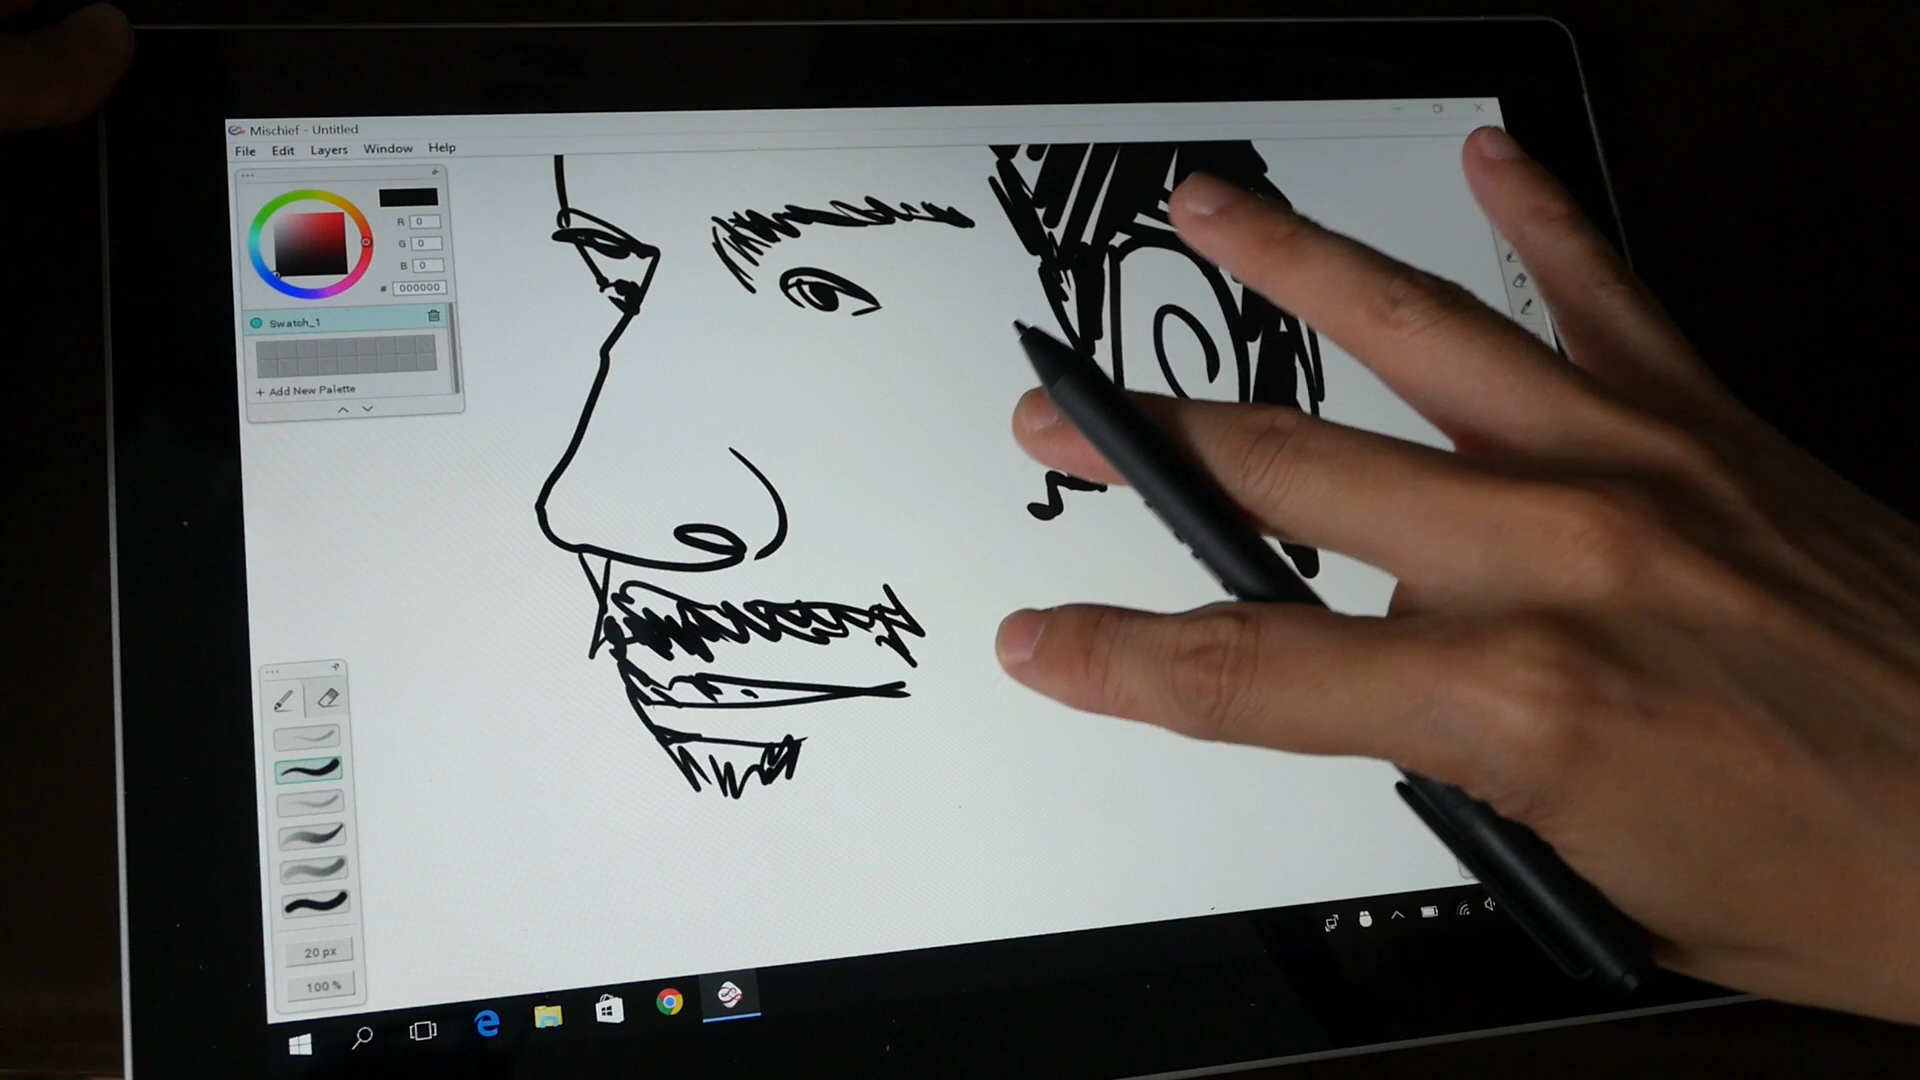 Mischief - Untitled
File Edit Layers Window Help
R 0
G 0
B 0
# 000000
Swatch_1
+ Add New Palette
20 px
100 %